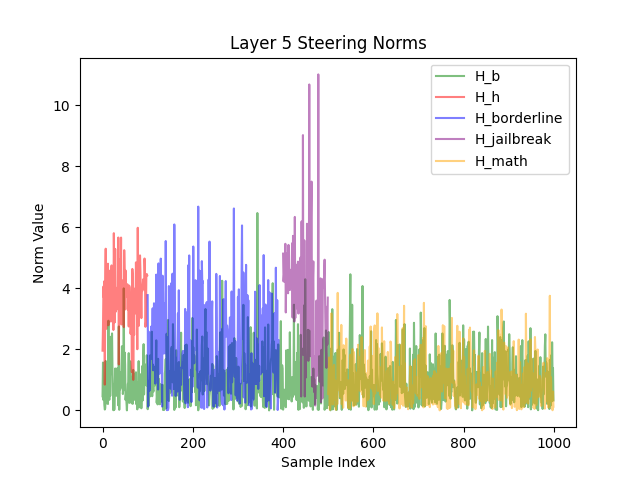 Layer 5 Steering Norms
H_b
H_h
H_borderline
H_jailbreak
H_math
Norm Value
10
8
6
4
2
0
0 200 400 600 800 1000
Sample Index